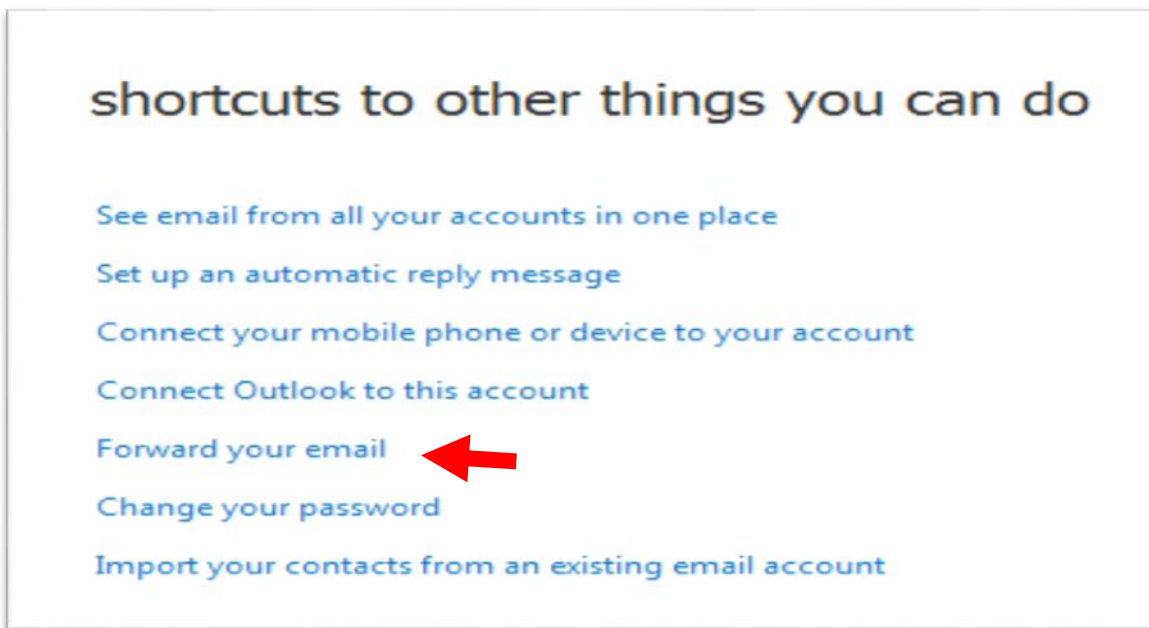 shortcuts to other things you can do
See email from all your accounts in one place
Set up an automatic reply message
Connect your mobile phone or device to your account
Connect Outlook to this account
Forward your email
Change your password
Import your contacts from an existing email account